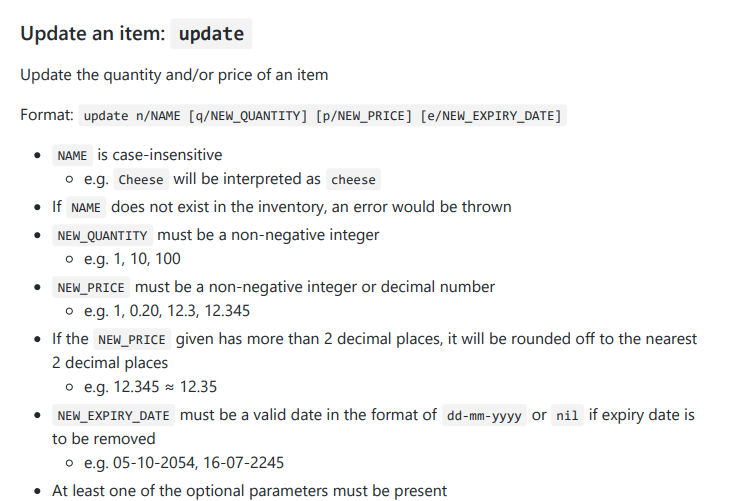 Update an item: update
Update the quantity and/or price of an item
Format: update n/NAME [q/NEW_QUANTITY] [p/NEW_PRICE] [e/NEW_EXPIRY_DATE]
NAME is case-insensitive
e.g. Cheese will be interpreted as cheese
If NAME does not exist in the inventory, an error would be thrown
NEW_QUANTITY must be a non-negative integer
e.g. 1, 10, 100
NEW_PRICE must be a non-negative integer or decimal number
e.g. 1, 0.20, 12.3, 12.345
If the NEW_PRICE given has more than 2 decimal places, it will be rounded off to the nearest
2 decimal places
e.g. 12.345 ≈ 12.35
NEW_EXPIRY_DATE must be a valid date in the format of dd-mm-yyyy or nil if expiry date is
to be removed
e.g. 05-10-2054, 16-07-2245
At least one of the optional parameters must be present